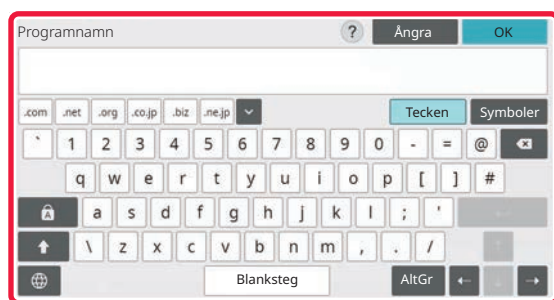 Programnamn ? Ångra OK
.com .net .org .co.jp .biz .ne.jp Tecken Symboler
` 1 2 3 4 5 6 7 8 9 0 - = @
q w e r t y u i o p [ ] #
A a s d f g h j k l ; '
\ z x c v b n m , . /
Blanksteg AltGr